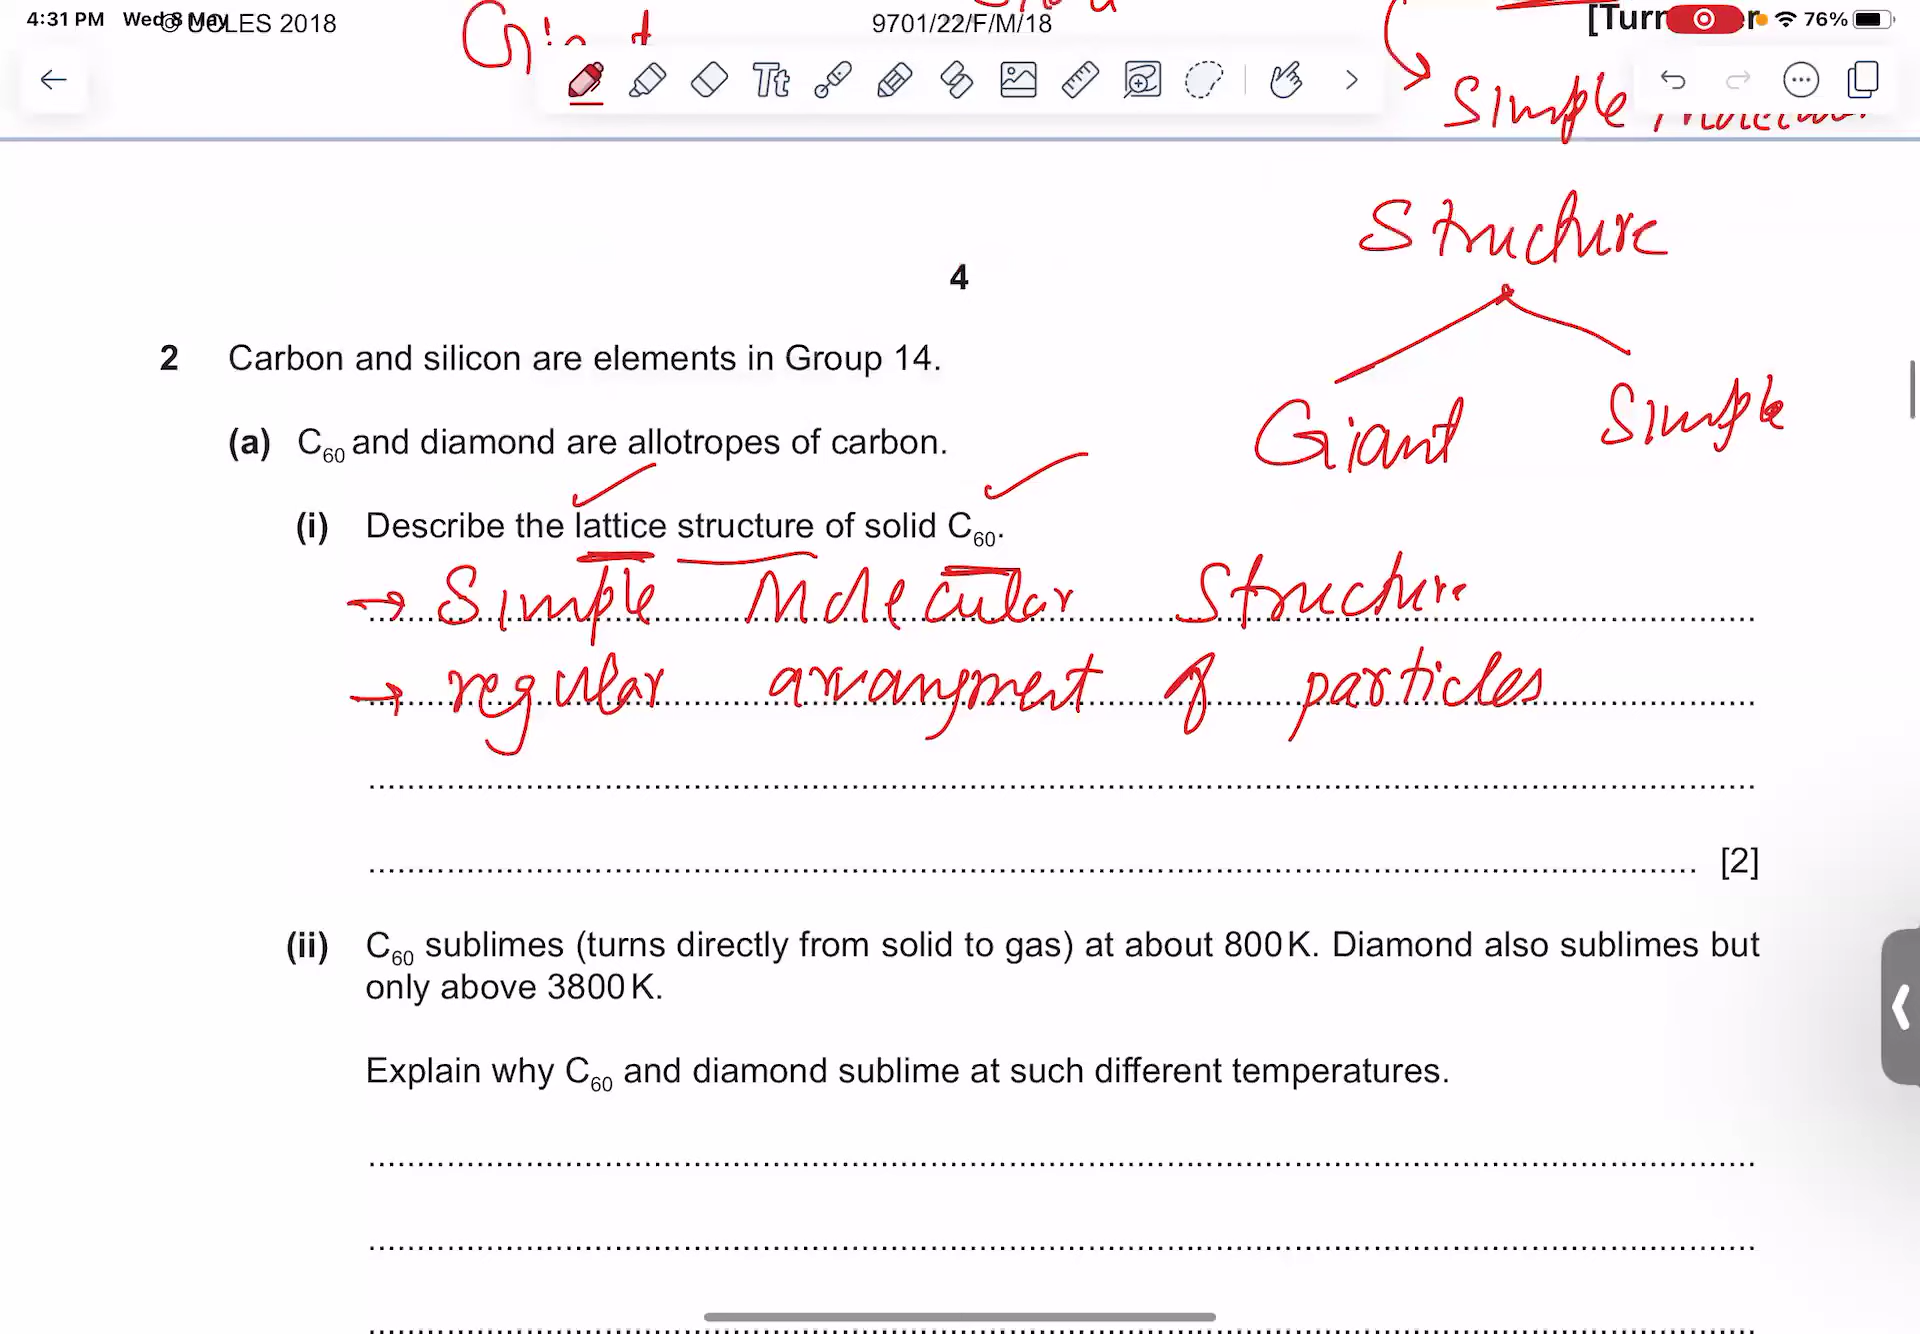 4:31 PM Wed 8 May
© UCLES 2018
9701/22/F/M/18
[Turn
76%
Giant
Simple
Structure
4
2 Carbon and silicon are elements in Group 14.
Giant Simple
(a) C60 and diamond are allotropes of carbon.
(i) Describe the lattice structure of solid C60.
→ Simple Molecular Structure
→ regular arrangment of particles
[2]
(ii) C60 sublimes (turns directly from solid to gas) at about 800 K. Diamond also sublimes but
only above 3800 K.
Explain why C60 and diamond sublime at such different temperatures.